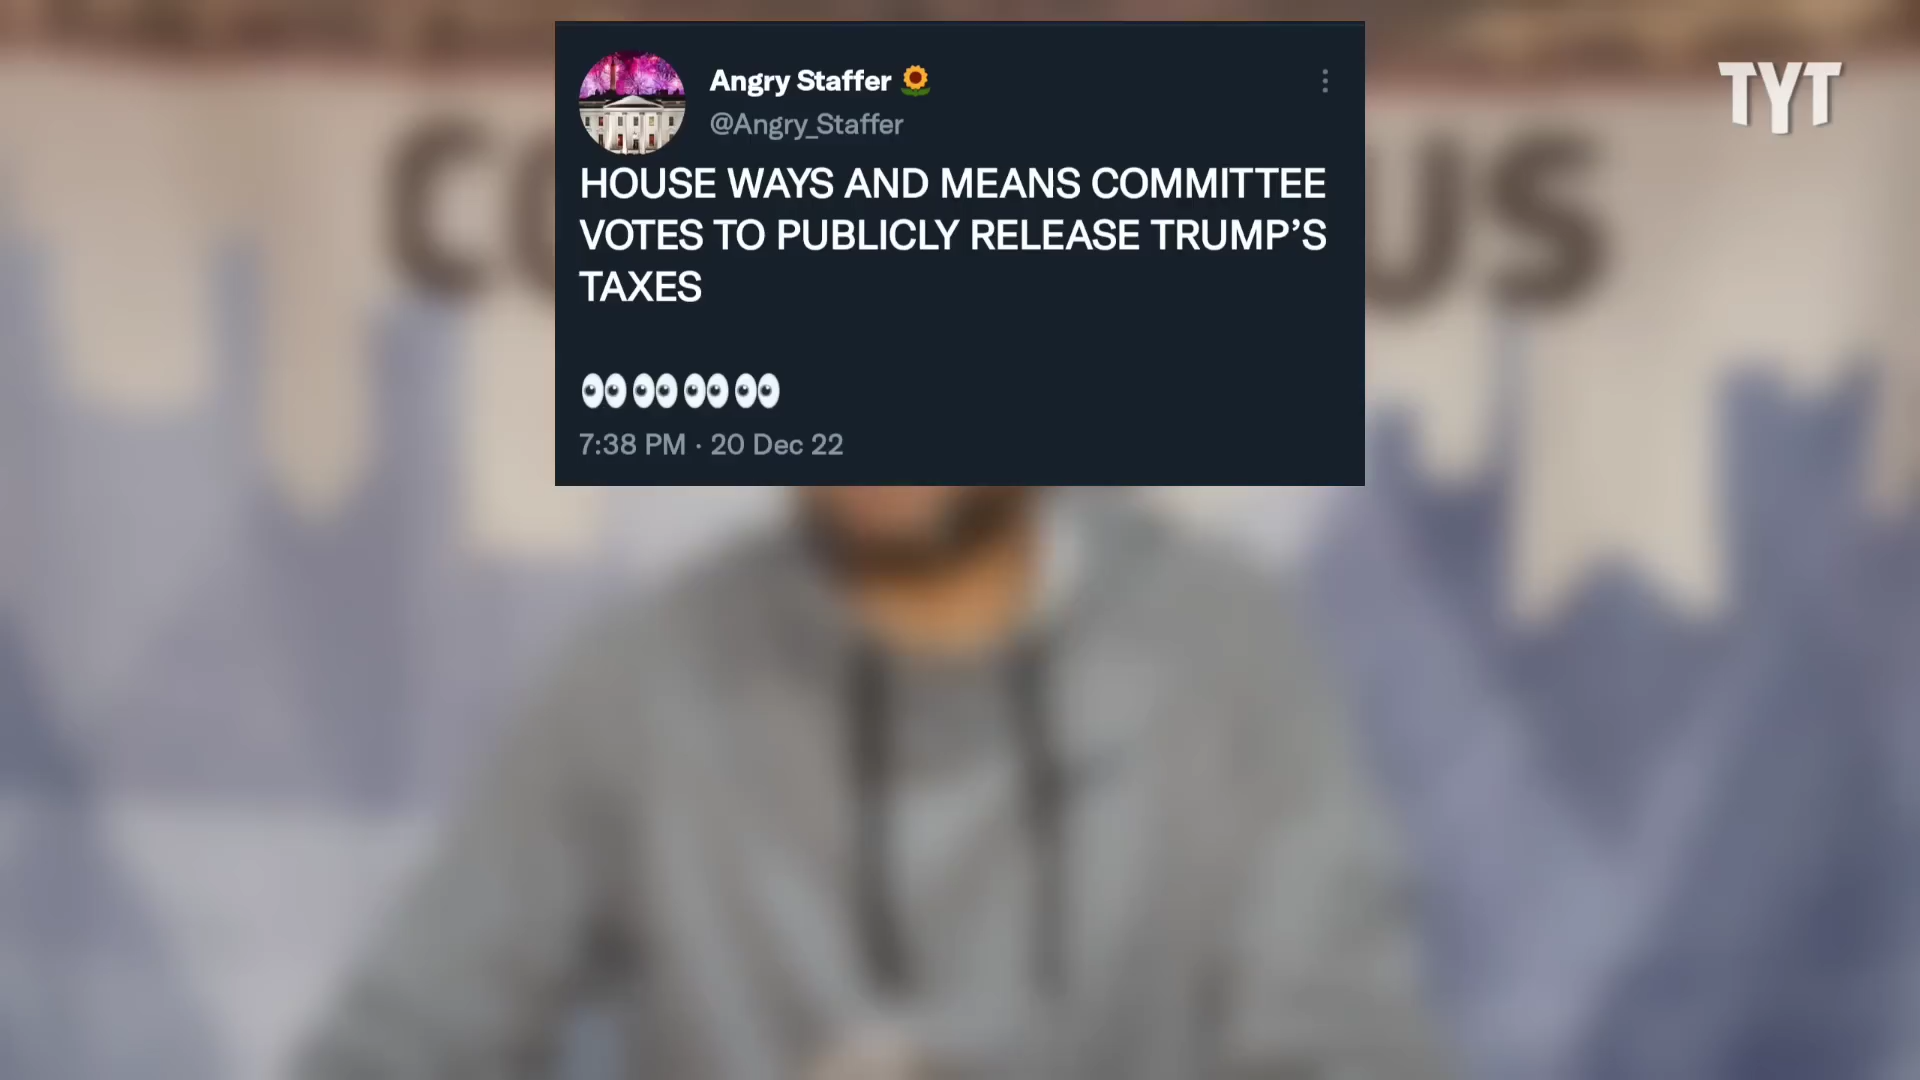 Angry Staffer 🌻
@Angry_Staffer
TYT
HOUSE WAYS AND MEANS COMMITTEE
VOTES TO PUBLICLY RELEASE TRUMP’S
TAXES
👀👀👀👀
7:38 PM · 20 Dec 22
US